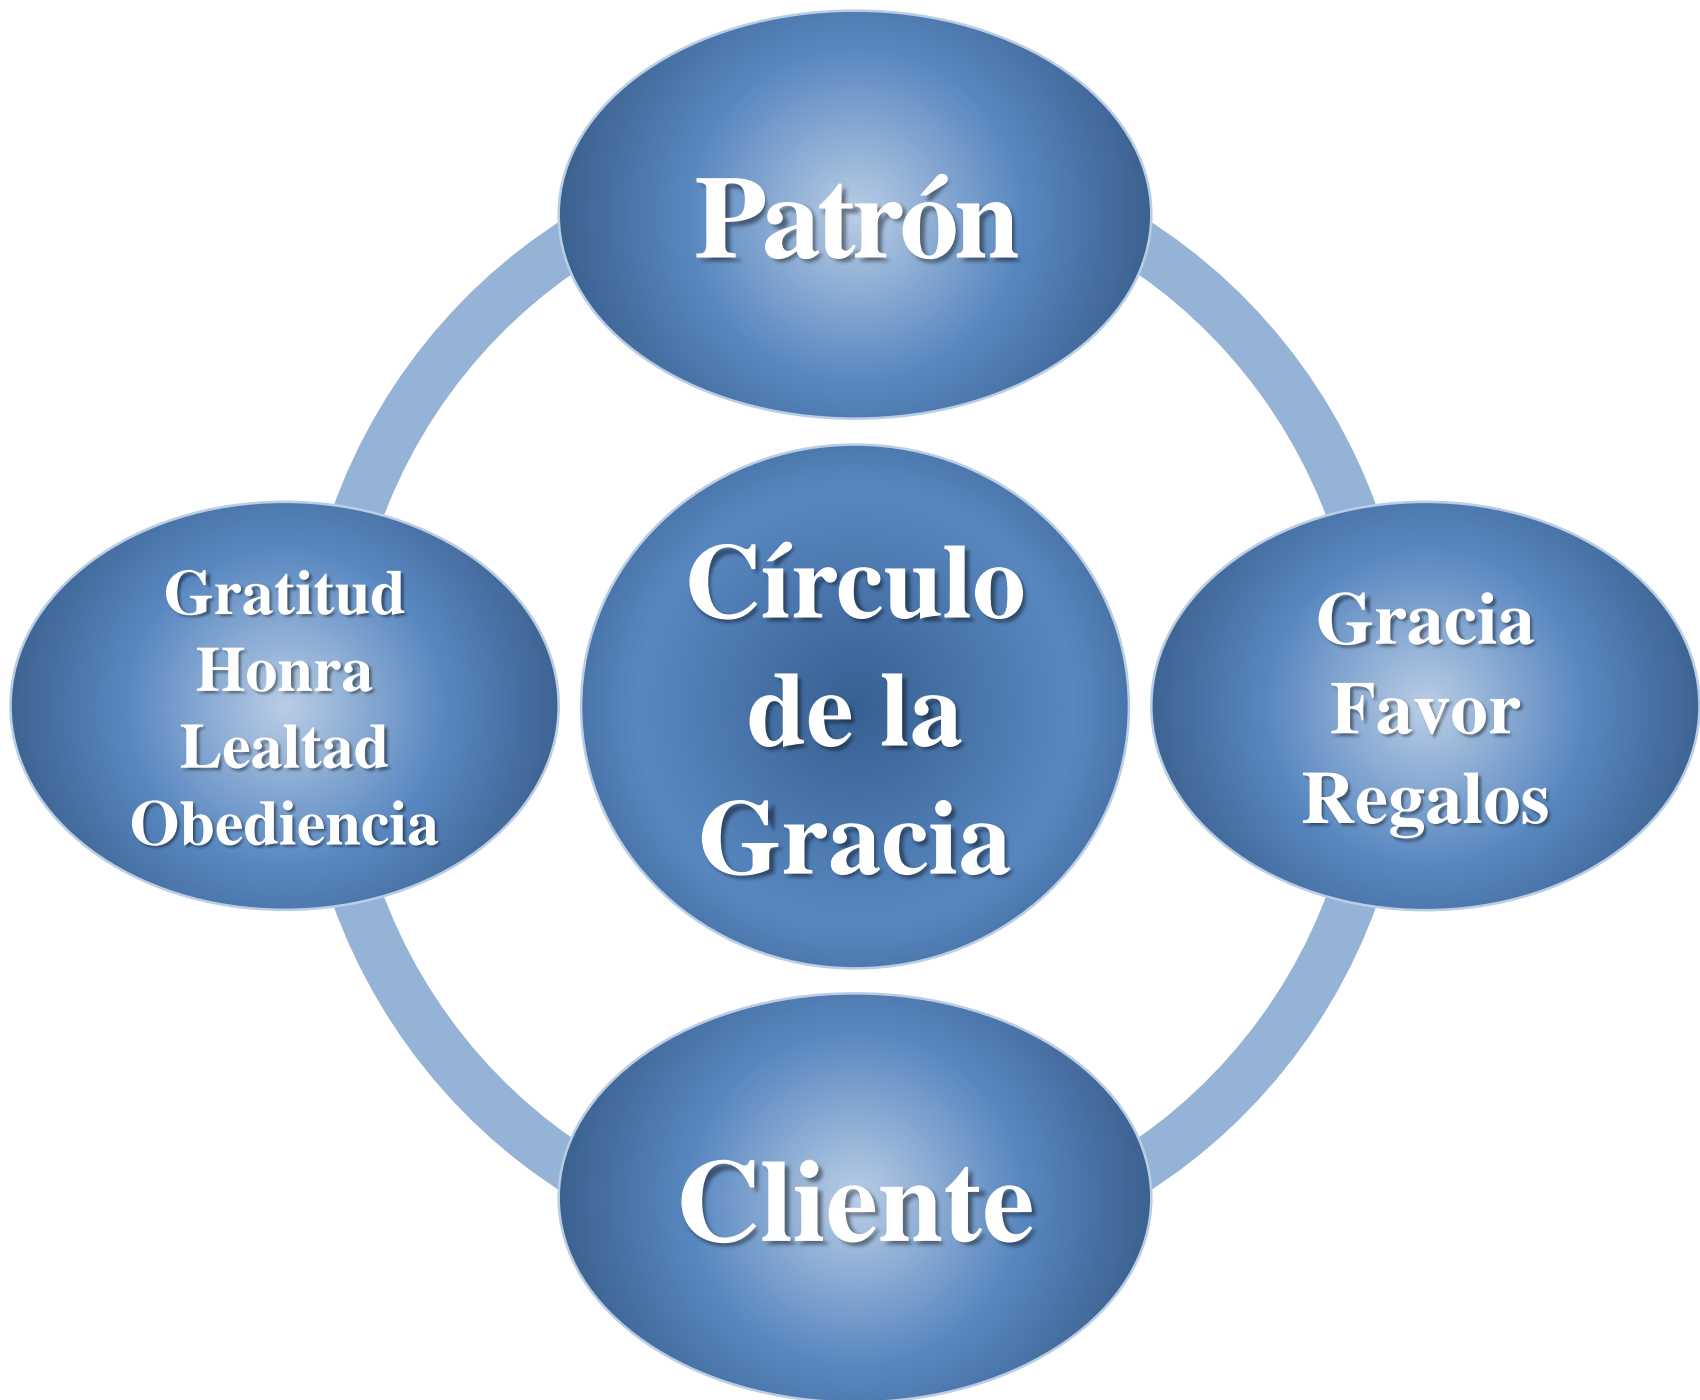 Patrón
Gratitud
Honra
Lealtad
Obediencia
Círculo
de la
Gracia
Gracia
Favor
Regalos
Cliente